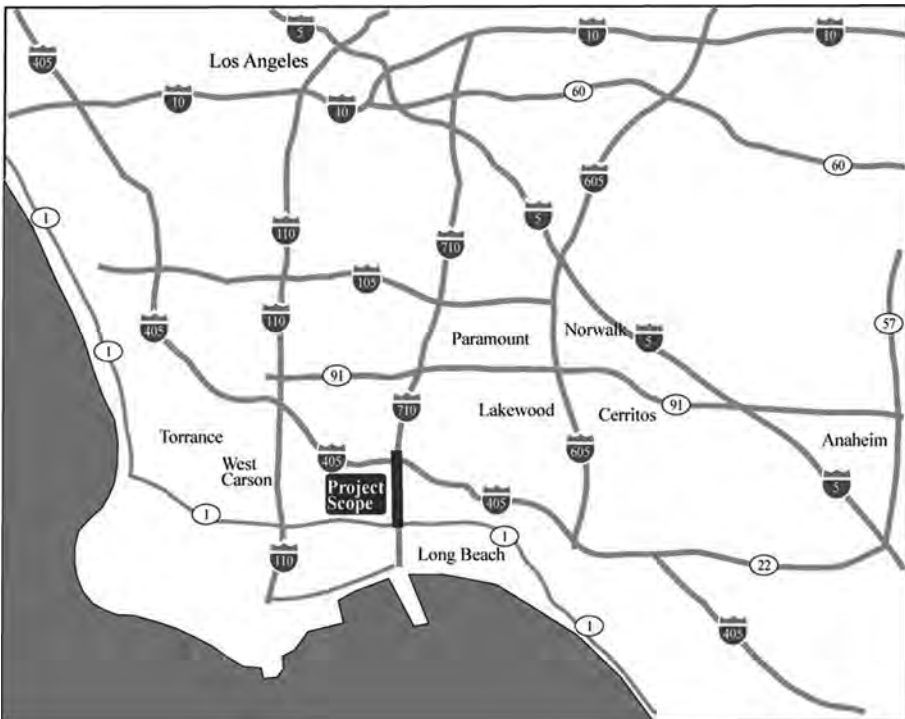 5
10
10
405
Los Angeles
10
10
60
60
605
1
110
5
710
105
405
110
57
1
Paramount
Norwalk
5
91
710
Lakewood
Cerritos
91
Torrance
Anaheim
West
Carson
405
605
Project
Scope
405
5
1
1
Long Beach
110
22
1
405